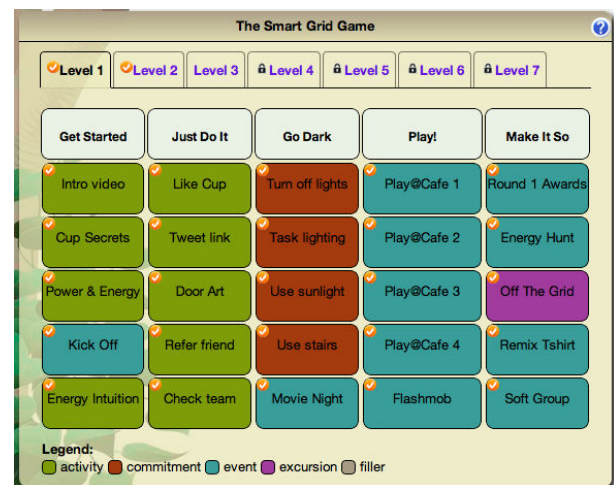 The Smart Grid Game
?
Level 1 Level 2 Level 3 Level 4 Level 5 Level 6 Level 7
Get Started Just Do It Go Dark Play! Make It So
Intro video Like Cup Turn off lights Play@Cafe 1 Round 1 Awards
Cup Secrets Tweet link Task lighting Play@Cafe 2 Energy Hunt
Power & Energy Door Art Use sunlight Play@Cafe 3 Off The Grid
Kick Off Refer friend Use stairs Play@Cafe 4 Remix Tshirt
Energy Intuition Check team Movie Night Flashmob Soft Group
Legend:
activity commitment event excursion filler